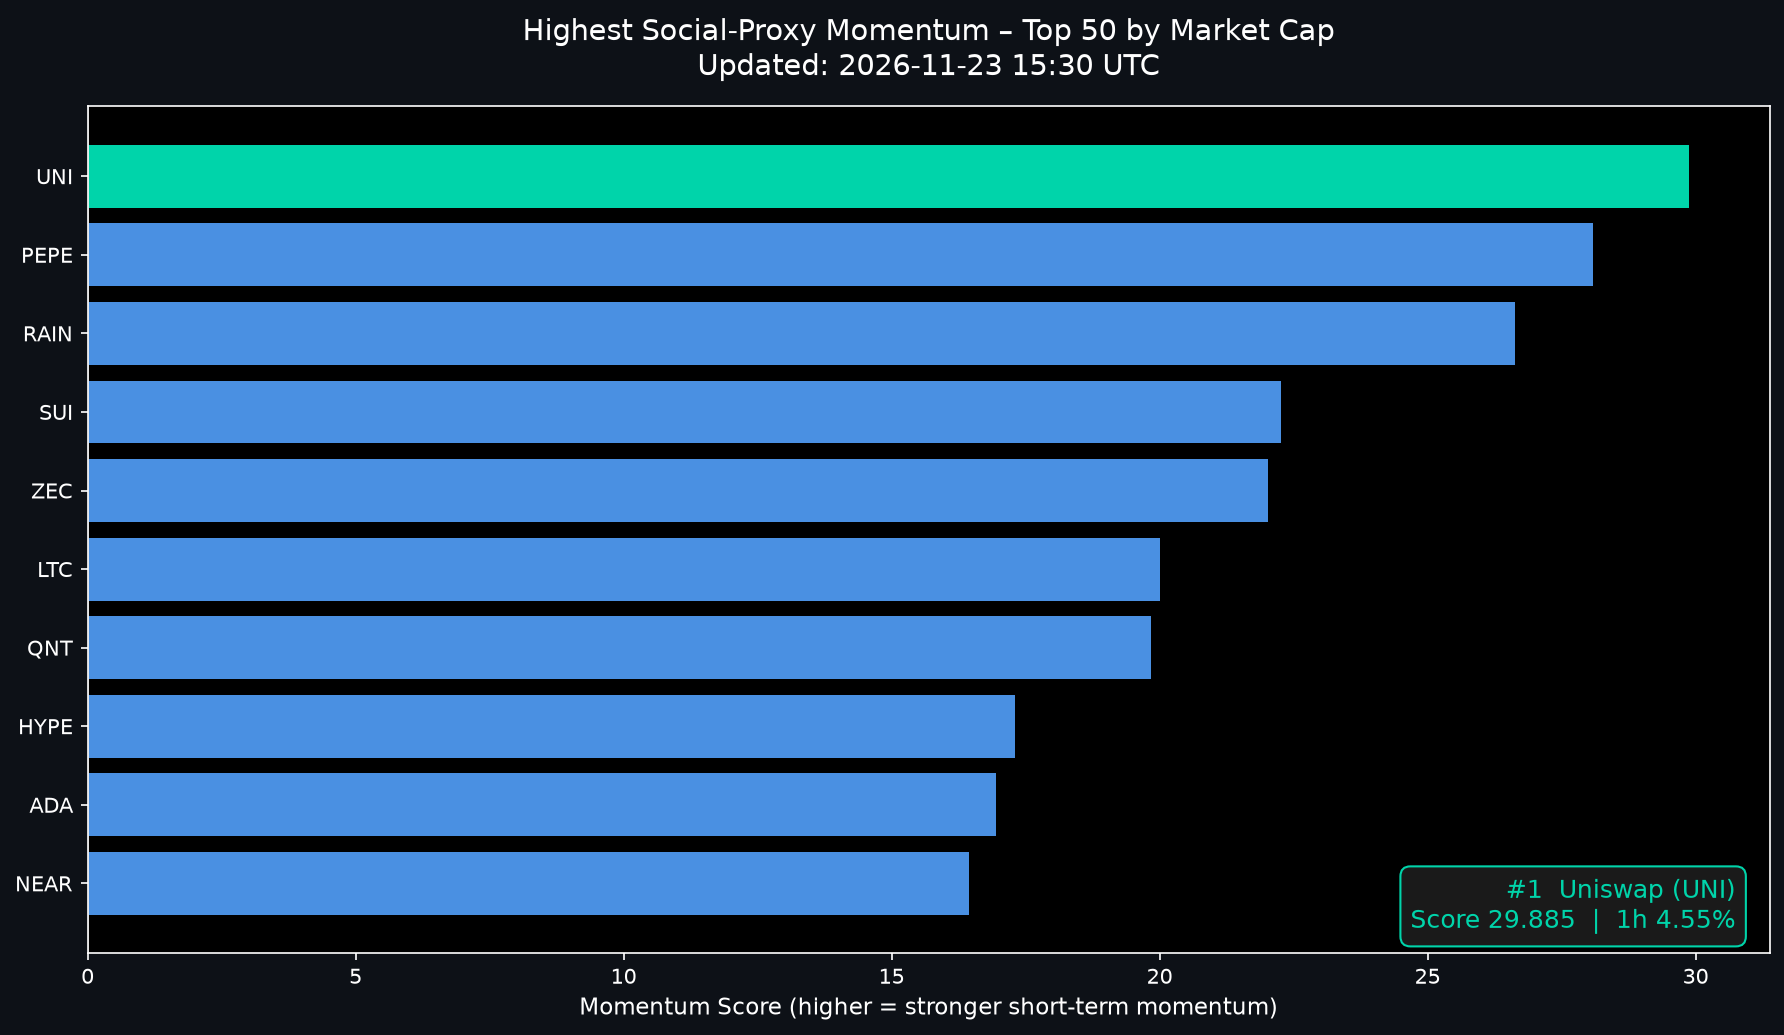 Highest Social-Proxy Momentum – Top 50 by Market Cap
Updated: 2026-11-23 15:30 UTC
UNI
PEPE
RAIN
SUI
ZEC
LTC
QNT
HYPE
ADA
NEAR
#1 Uniswap (UNI)
Score 29.885 | 1h 4.55%
0 5 10 15 20 25 30
Momentum Score (higher = stronger short-term momentum)